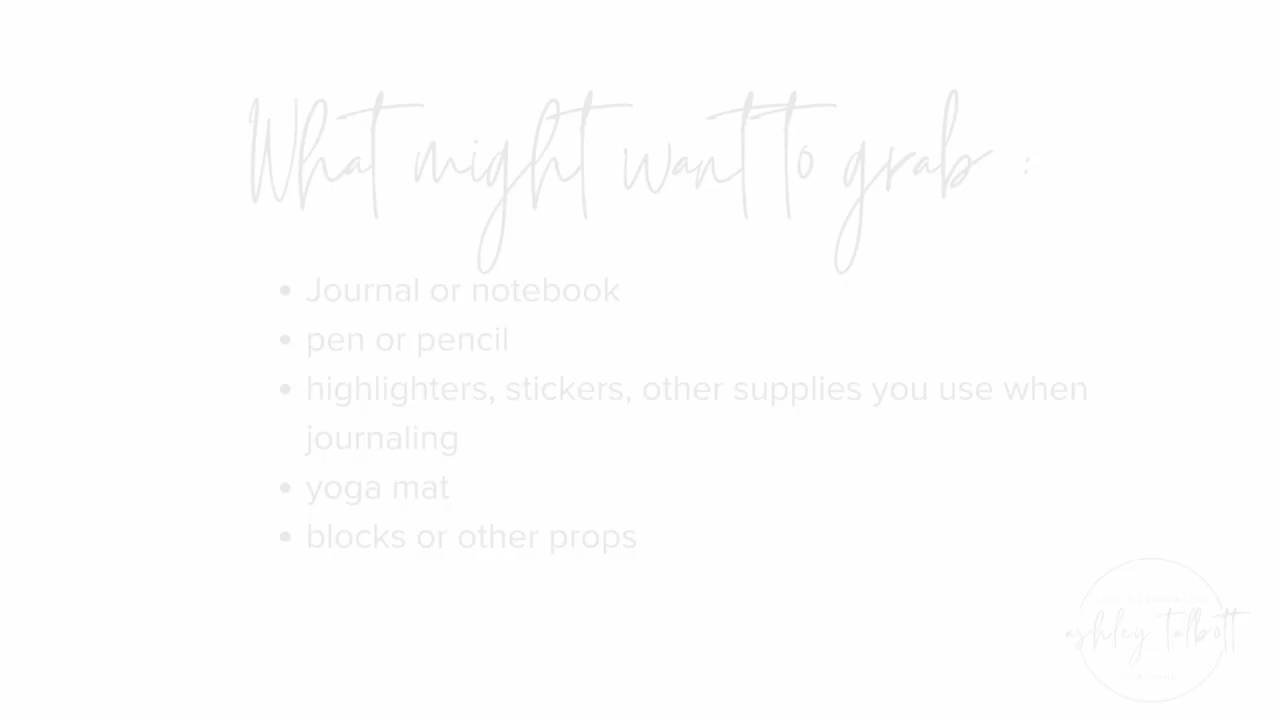 What might want to grab :
• Journal or notebook
• pen or pencil
• highlighters, stickers, other supplies you use when
journaling
• yoga mat
• blocks or other props
ashley talbott